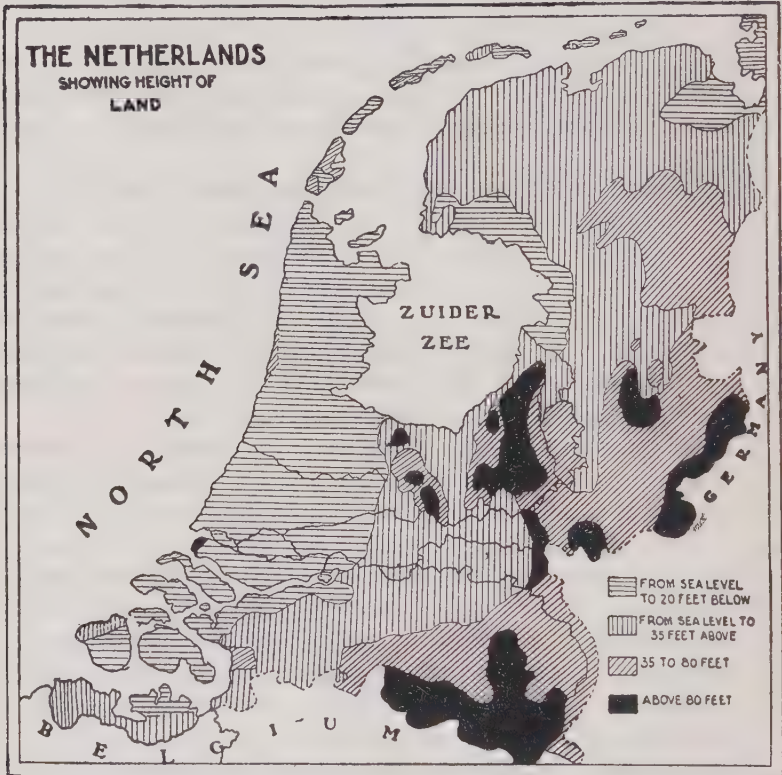 THE NETHERLANDS
SHOWING HEIGHT OF
LAND
NORTH SEA
ZUIDER
ZEE
GERMANY
BELGIUM
FROM SEA LEVEL
TO 20 FEET BELOW
FROM SEA LEVEL TO
35 FEET ABOVE
35 TO 80 FEET
ABOVE 80 FEET